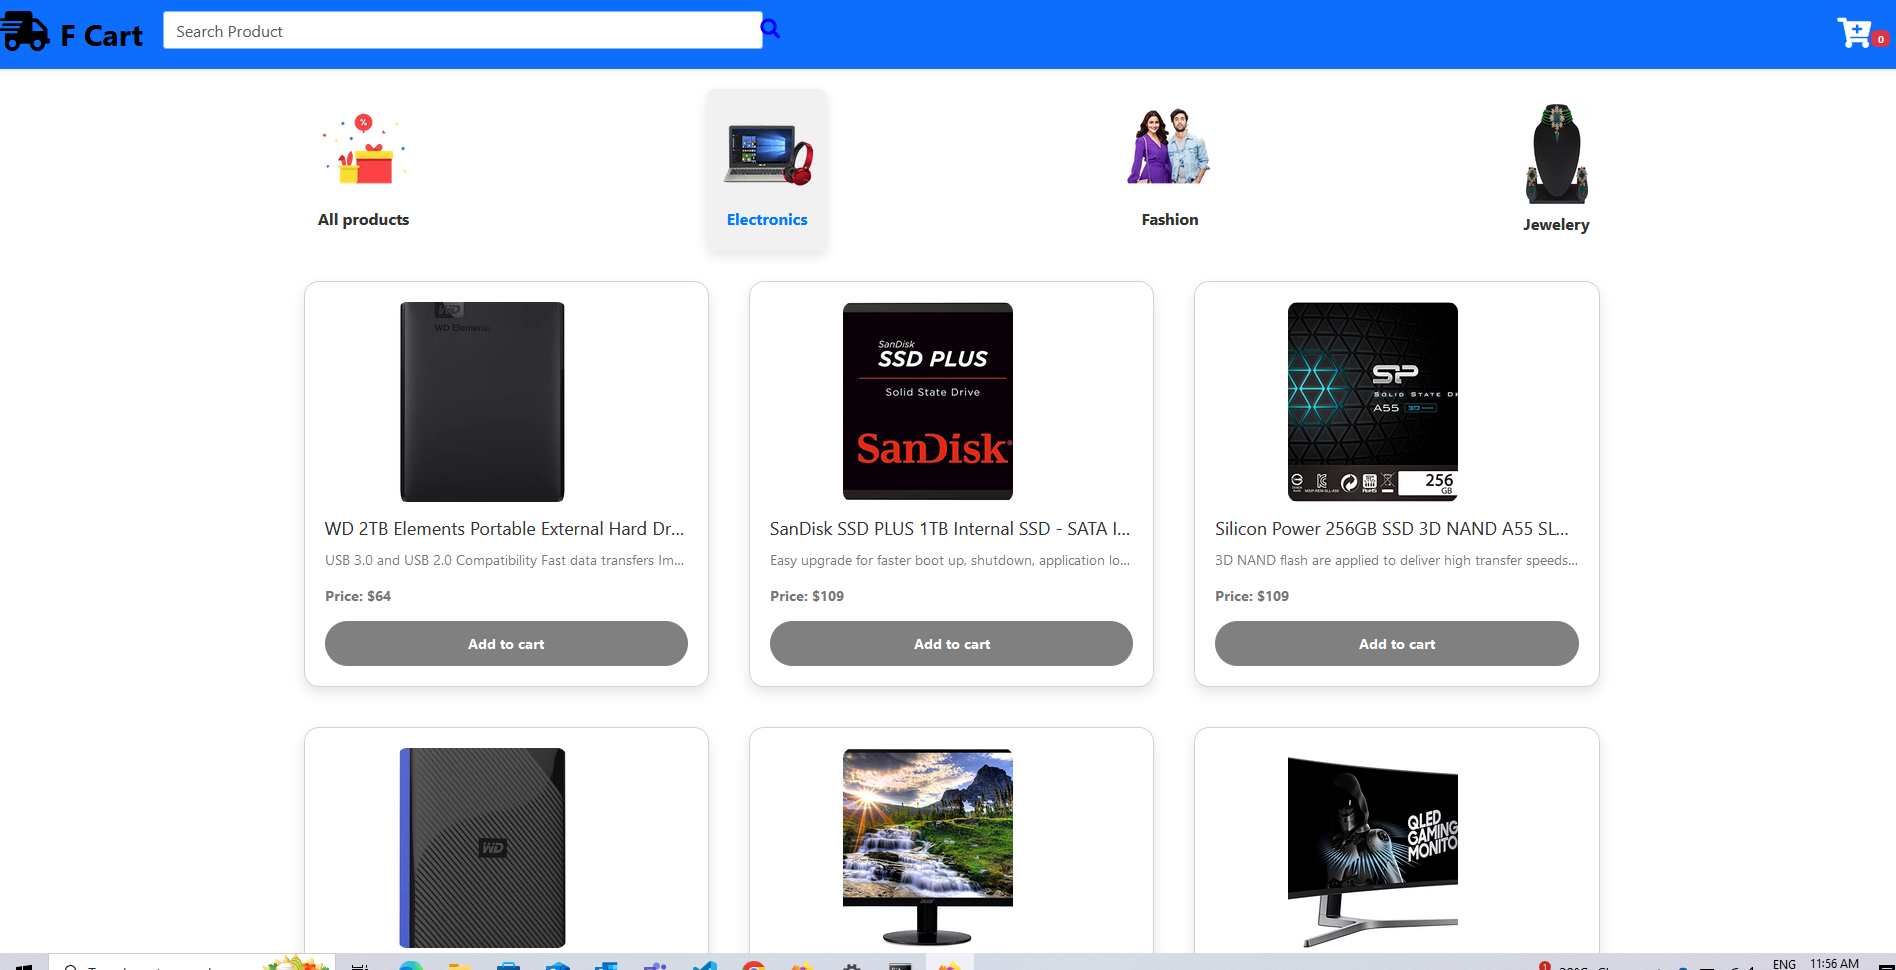 F Cart
Search Product
0
%
All products
Electronics
Fashion
Jewelery
WD
WD Elements
SanDisk
SSD PLUS
Solid State Drive
SanDisk
SP
SOLID STATE DR
A55 3D
256
GB
WD 2TB Elements Portable External Hard Dr...
SanDisk SSD PLUS 1TB Internal SSD - SATA I...
Silicon Power 256GB SSD 3D NAND A55 SL...
USB 3.0 and USB 2.0 Compatibility Fast data transfers Im...
Easy upgrade for faster boot up, shutdown, application lo...
3D NAND flash are applied to deliver high transfer speeds...
Price: $64
Price: $109
Price: $109
Add to cart
Add to cart
Add to cart
WD
acer
QLED
GAMING
MONITO
1
ENG
11:56 AM